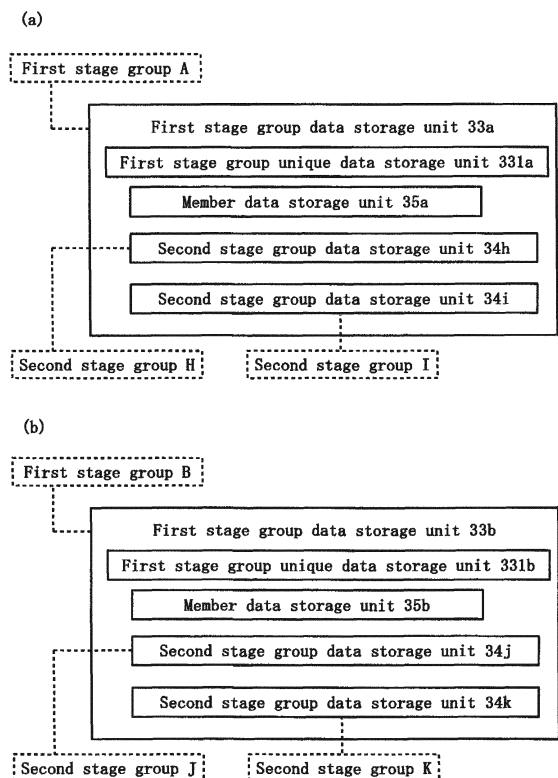 (a)
First stage group A
First stage group data storage unit 33a
First stage group unique data storage unit 331a
Member data storage unit 35a
Second stage group data storage unit 34h
Second stage group data storage unit 34i
Second stage group H
Second stage group I
(b)
First stage group B
First stage group data storage unit 33b
First stage group unique data storage unit 331b
Member data storage unit 35b
Second stage group data storage unit 34j
Second stage group data storage unit 34k
Second stage group J
Second stage group K